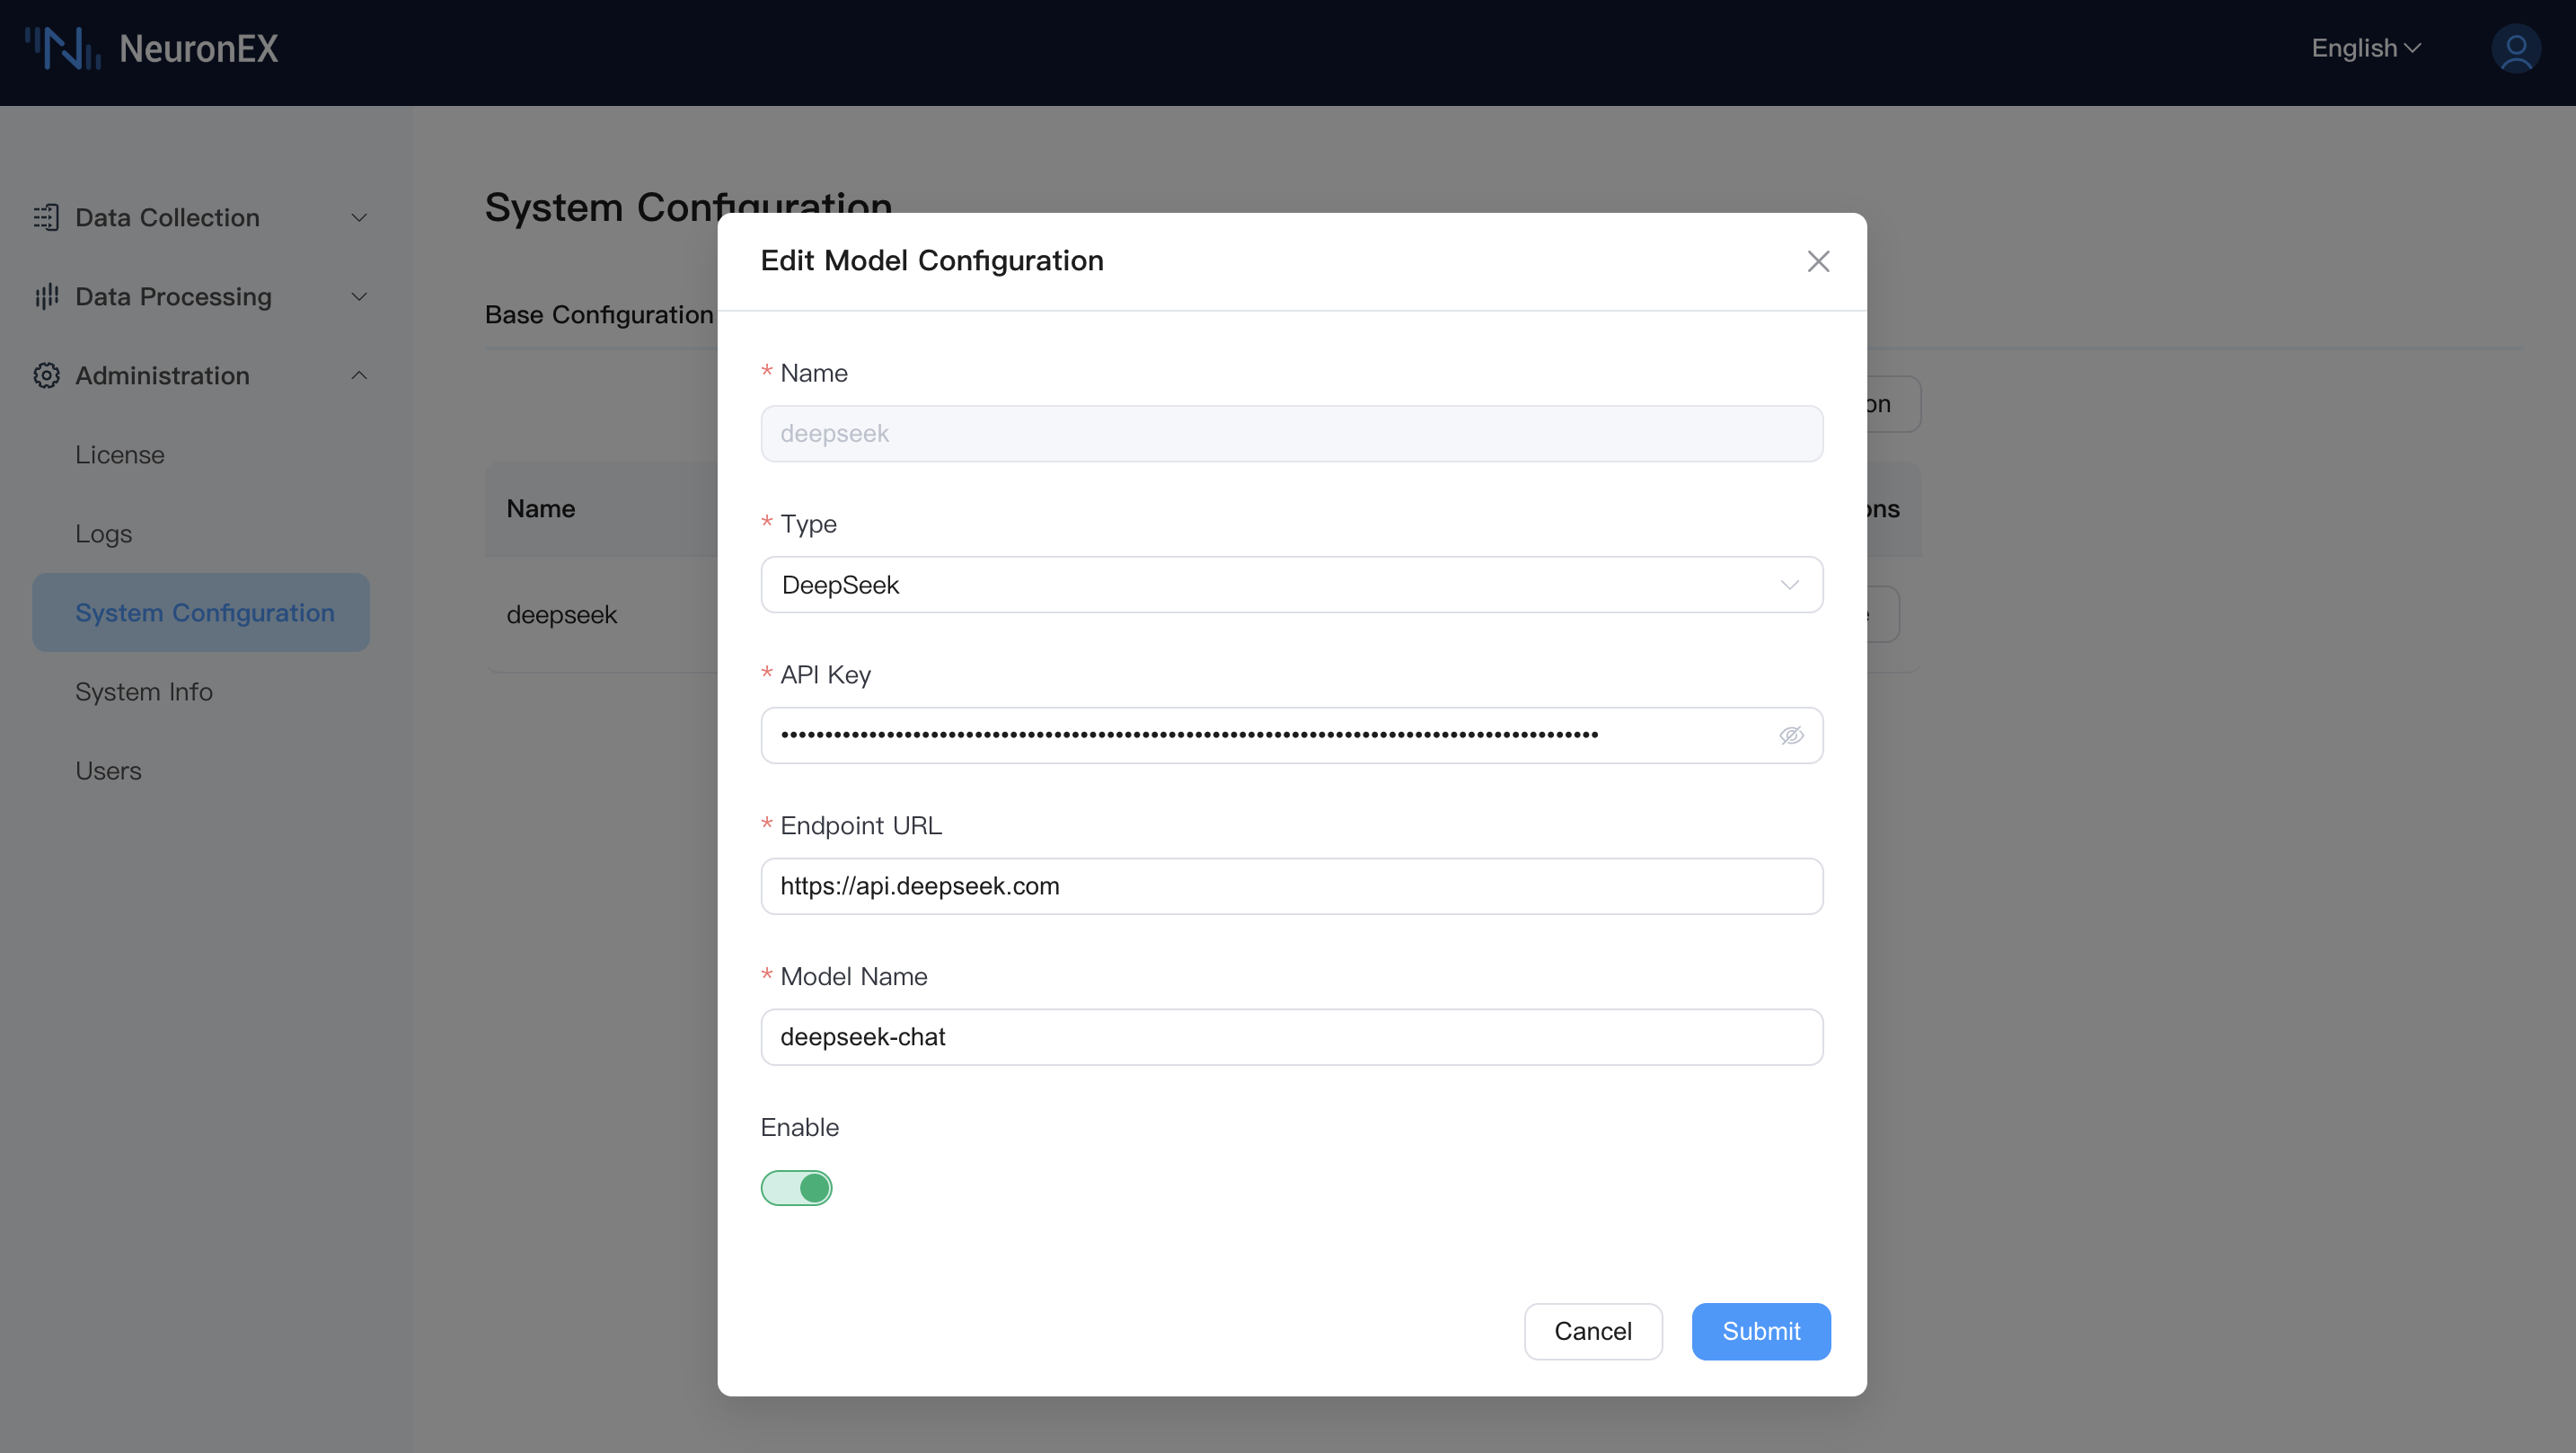 NeuronEX
English
Data Collection
Data Processing
Administration
License
Logs
System Configuration
System Info
Users
System Configuration
Base Configuration
Name
deepseek
Edit Model Configuration
* Name
deepseek
* Type
DeepSeek
* API Key
* Endpoint URL
https://api.deepseek.com
* Model Name
deepseek-chat
Enable
Cancel
Submit